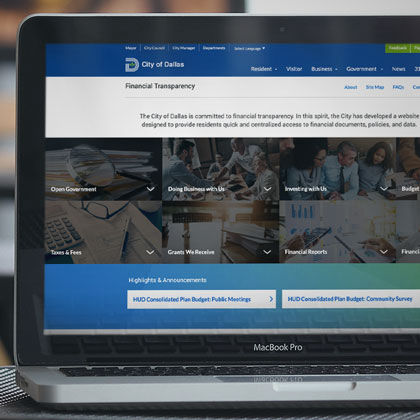 Mayor City Council City Manager Departments Select Language Feedback
City of Dallas
Resident Visitor Business Government News
Financial Transparency
About Site Map FAQs
The City of Dallas is committed to financial transparency. In this spirit, the City has developed a website
designed to provide residents quick and centralized access to financial documents, policies, and data.
Open Government Doing Business with Us Investing with Us Budget
Taxes & Fees Grants We Receive Financial Reports
Highlights & Announcements
HUD Consolidated Plan Budget: Public Meetings HUD Consolidated Plan Budget: Community Survey
MacBook Pro